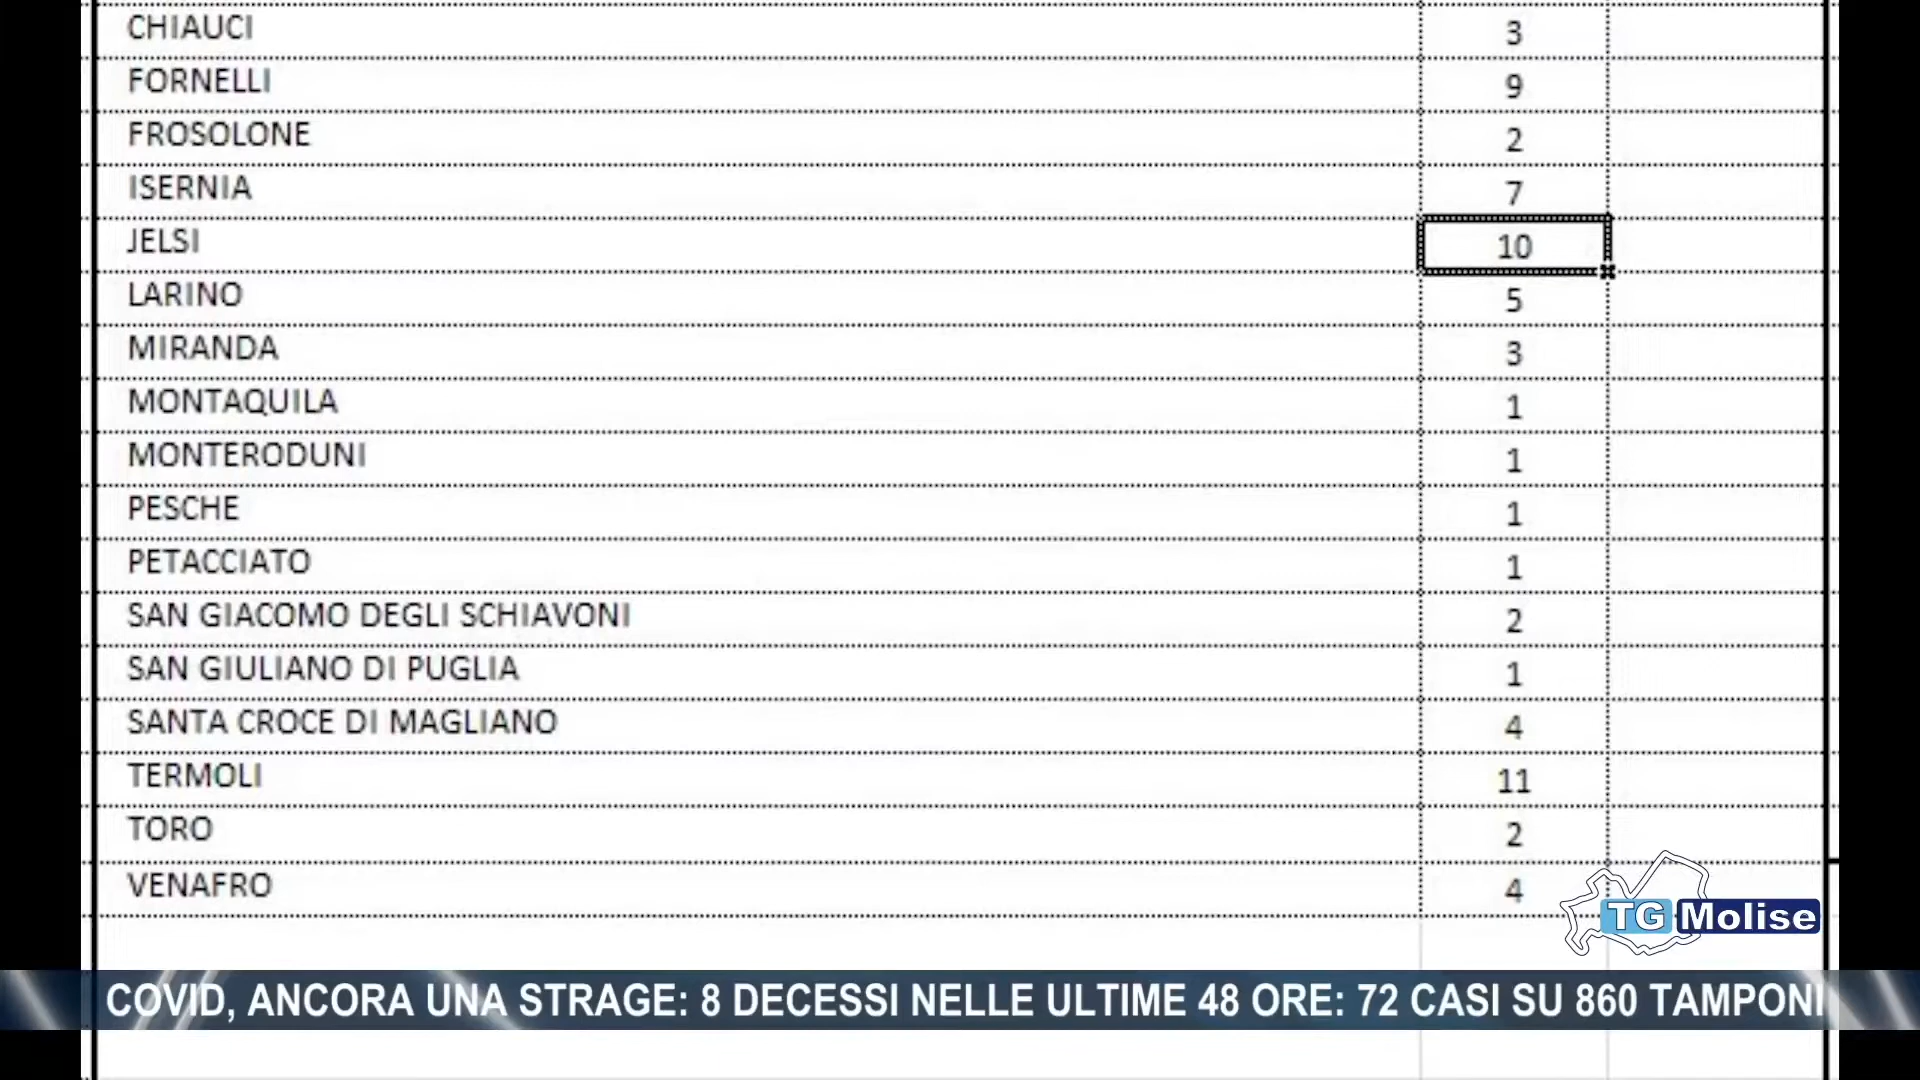 CHIAUCI 3
FORNELLI 9
FROSOLONE 2
ISERNIA 7
JELSI 10
LARINO 5
MIRANDA 3
MONTAQUILA 1
MONTERODUNI 1
PESCHE 1
PETACCIATO 1
SAN GIACOMO DEGLI SCHIAVONI 2
SAN GIULIANO DI PUGLIA 1
SANTA CROCE DI MAGLIANO 4
TERMOLI 11
TORO 2
VENAFRO 4
TG Molise
COVID, ANCORA UNA STRAGE: 8 DECESSI NELLE ULTIME 48 ORE: 72 CASI SU 860 TAMPONI